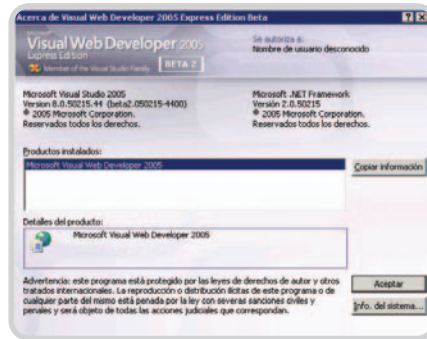 Acerca de Visual Web Developer 2005 Express Edition Beta
Microsoft
Visual Web Developer 2005
Express Edition
Member of the Visual Studio Family
BETA 2
Se autoriza a:
Nombre de usuario desconocido
Microsoft Visual Studio 2005
Version 8.0.50215.44 (beta2.050215-4400)
© 2005 Microsoft Corporation.
Reservados todos los derechos.
Microsoft .NET Framework
Versión 2.0.50215
© 2005 Microsoft Corporation.
Reservados todos los derechos.
Productos instalados:
Microsoft Visual Web Developer 2005
Copiar información
Detalles del producto:
Microsoft Visual Web Developer 2005
Advertencia: este programa está protegido por las leyes de derechos de autor y otros
tratados internacionales. La reproducción o distribución ilícitas de este programa o de
cualquier parte del mismo está penada por la ley con severas sanciones civiles y
penales y será objeto de todas las acciones judiciales que correspondan.
Aceptar
Info. del sistema...